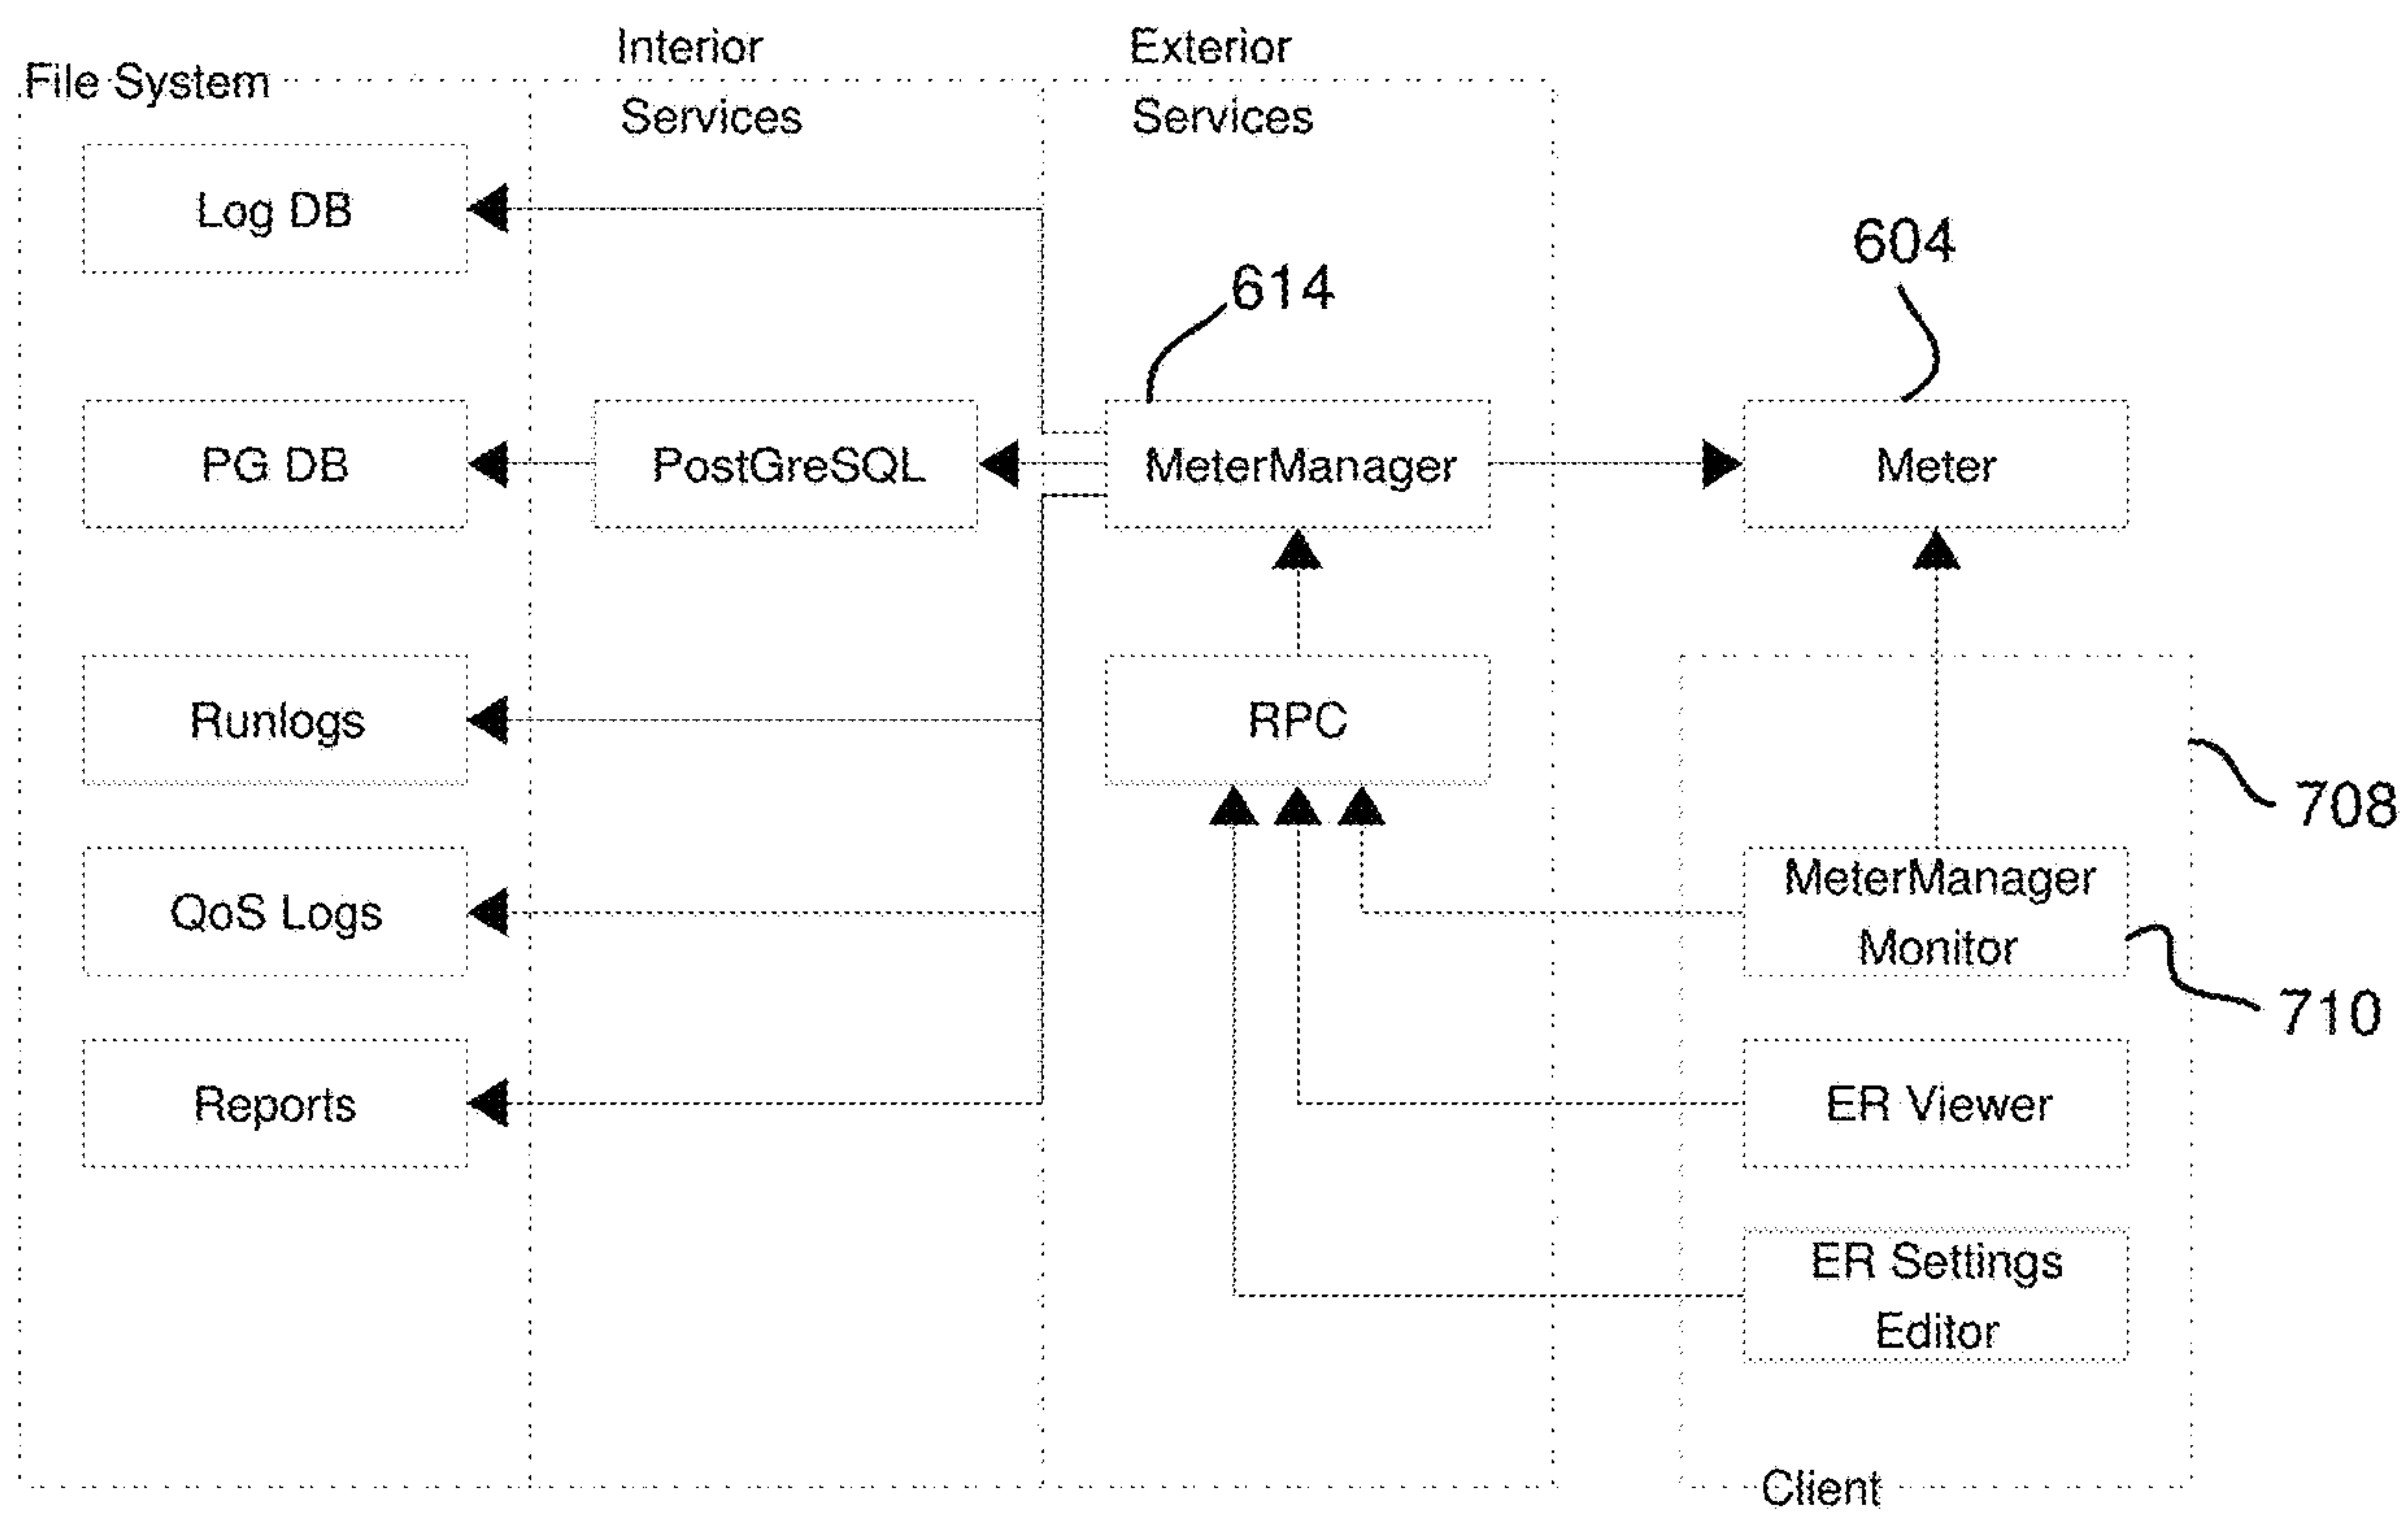 File System
Interior
Services
Exterior
Services
Log DB
614
604
PG DB
PostGreSQL
MeterManager
Meter
Runlogs
RPC
708
QoS Logs
MeterManager
Monitor
710
Reports
ER Viewer
ER Settings
Editor
Client